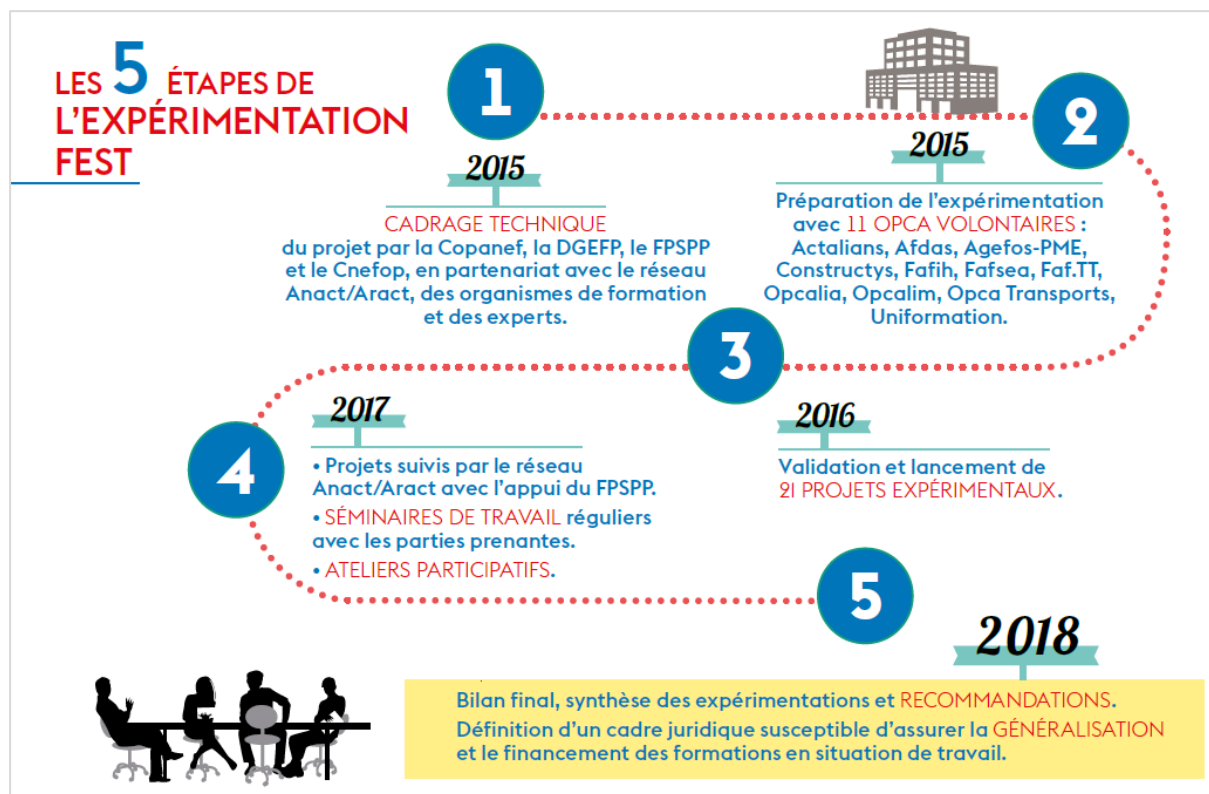 LES 5 ÉTAPES DE
L'EXPÉRIMENTATION
FEST
1
2015
CADRAGE TECHNIQUE
du projet par la Copanef, la DGEFP, le FPSPP
et le Cnefop, en partenariat avec le réseau
Anact/Aract, des organismes de formation
et des experts.
2
2015
Préparation de l'expérimentation
avec 11 OPCA VOLONTAIRES :
Actalians, Afdas, Agefos-PME,
Constructys, Fafih, Fafsea, Faf.TT,
Opcalia, Opcalim, Opca Transports,
Uniformation.
3
2016
Validation et lancement de
21 PROJETS EXPÉRIMENTAUX.
4
2017
• Projets suivis par le réseau
Anact/Aract avec l'appui du FPSPP.
• SÉMINAIRES DE TRAVAIL réguliers
avec les parties prenantes.
• ATELIERS PARTICIPATIFS.
5
2018
Bilan final, synthèse des expérimentations et RECOMMANDATIONS.
Définition d'un cadre juridique susceptible d'assurer la GÉNÉRALISATION
et le financement des formations en situation de travail.